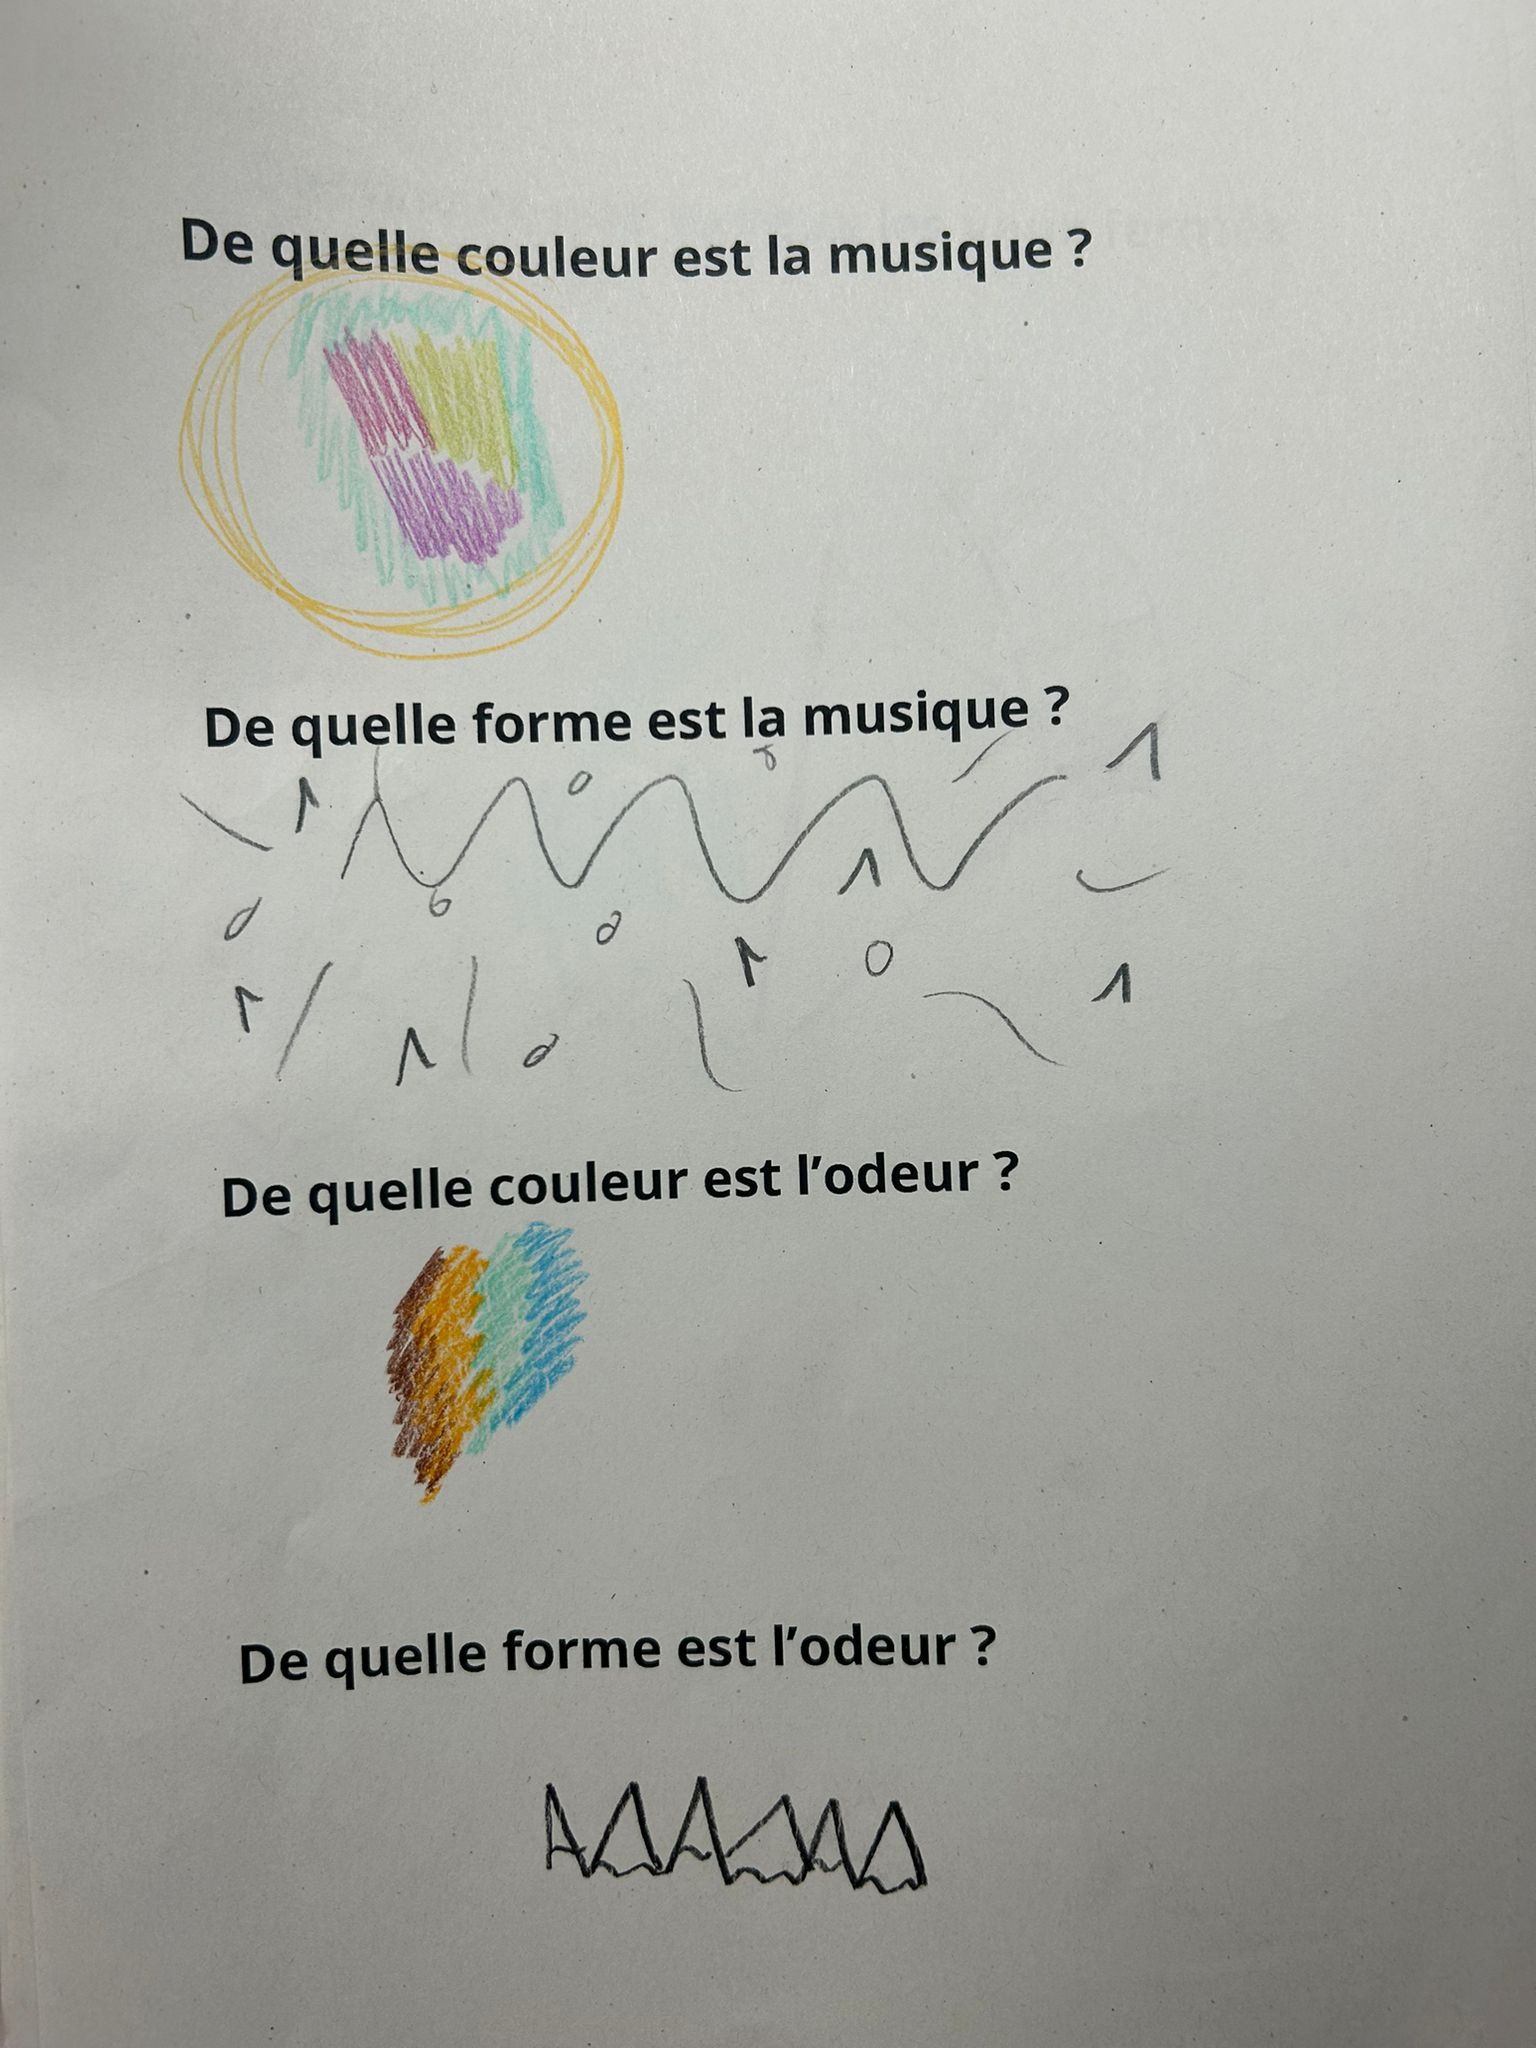 De quelle couleur est la musique ?
De quelle forme est la musique ?
De quelle couleur est l’odeur ?
De quelle forme est l’odeur ?